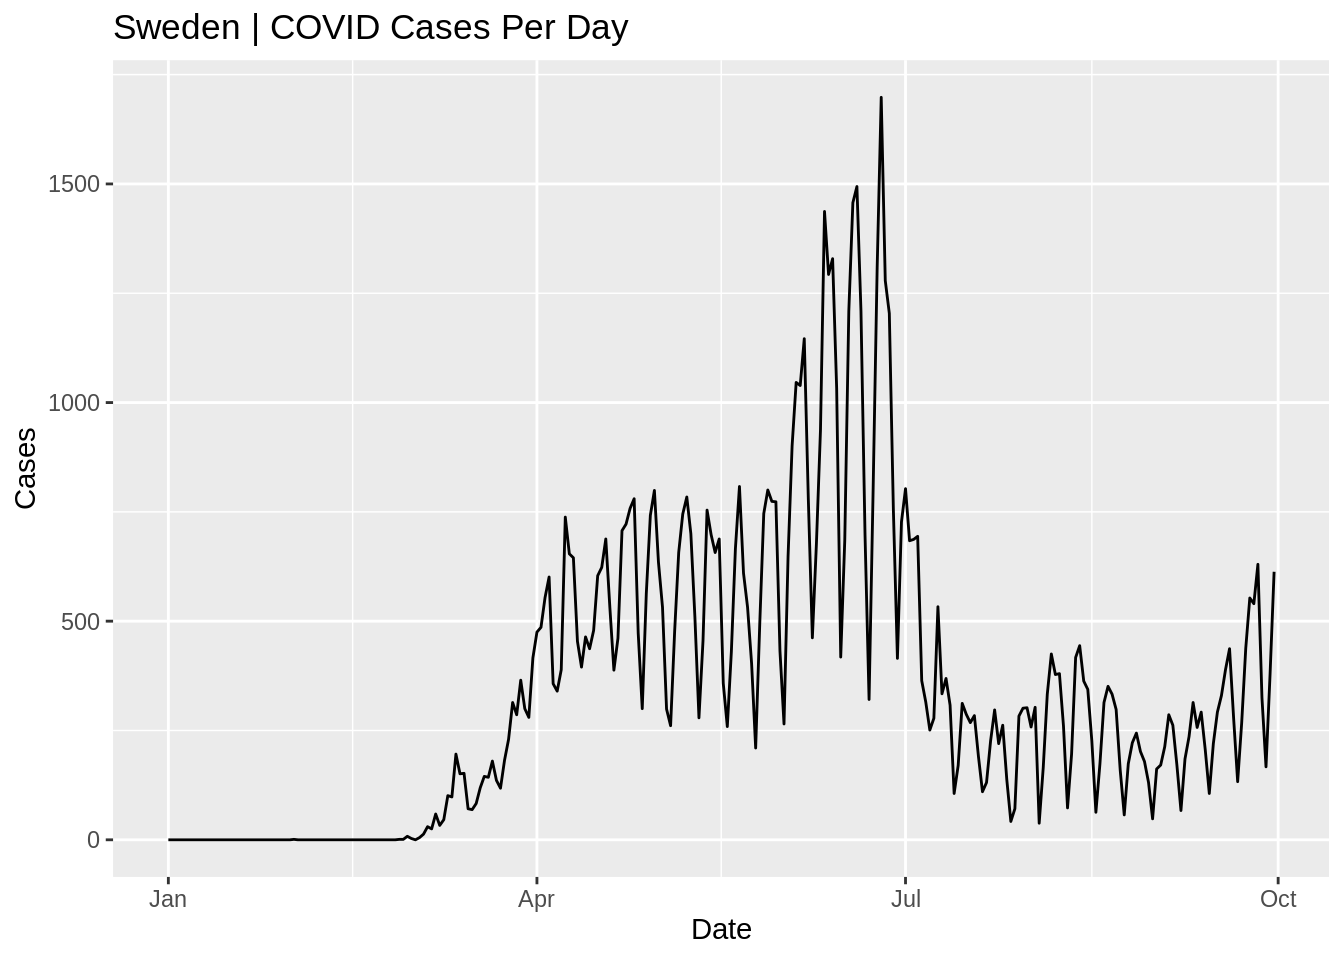 Sweden | COVID Cases Per Day
1500
1000
500
0
Cases
Jan
Apr
Jul
Oct
Date